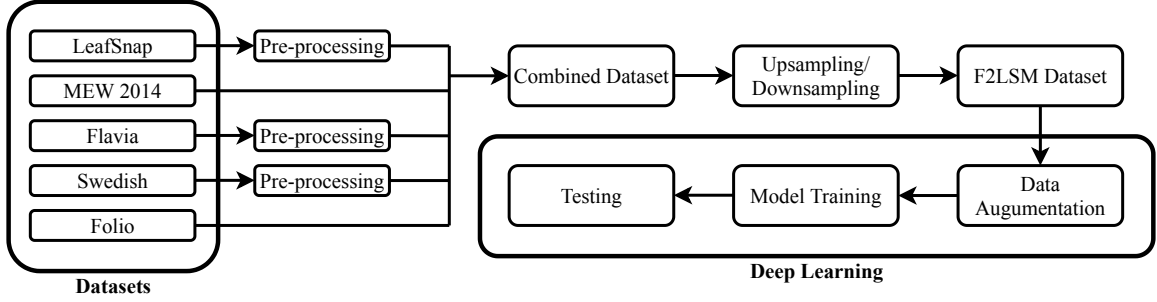 LeafSnap
Pre-processing
MEW 2014
Flavia
Pre-processing
Swedish
Pre-processing
Folio
Datasets
Combined Dataset
Upsampling/
Downsampling
F2LSM Dataset
Testing
Model Training
Data
Augumentation
Deep Learning